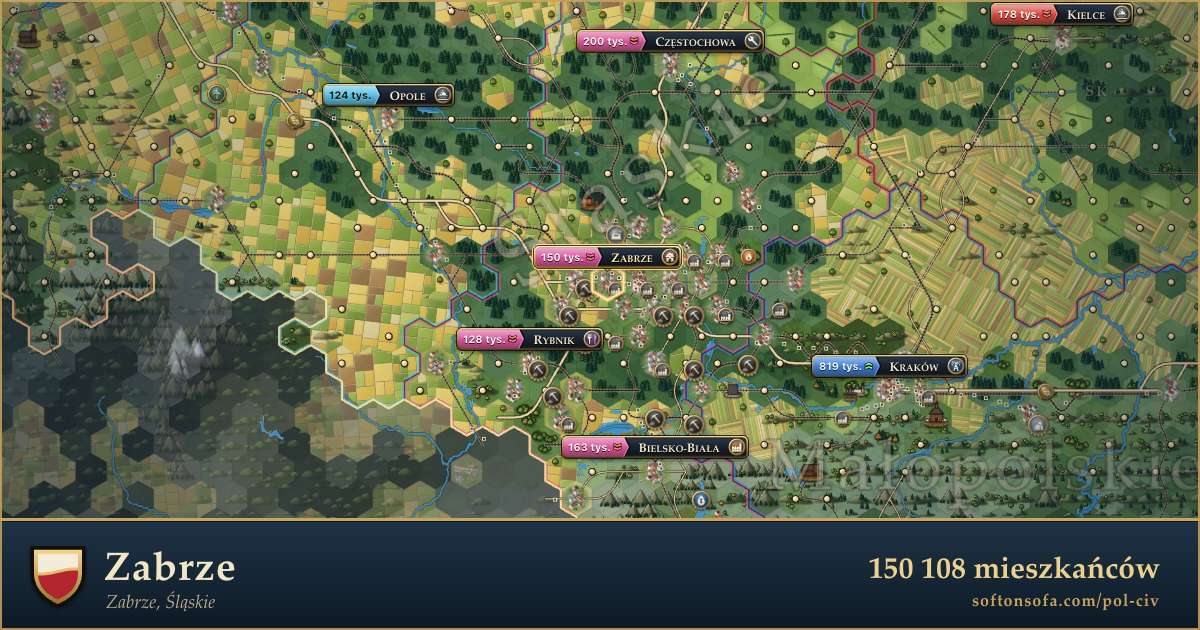 178 tys. KIELCE
200 tys. CZĘSTOCHOWA
124 tys. OPOLE
SK
Śląskie
150 tys. ZABRZE
128 tys. RYBNIK
819 tys. KRAKÓW
163 tys. BIELSKO-BIAŁA
Małopolskie
Zabrze
150 108 mieszkańców
Zabrze, Śląskie
softonsofa.com/pol-civ